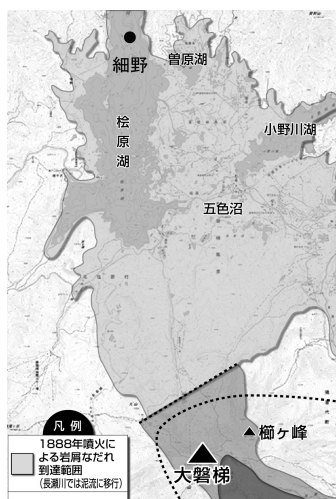 細野
曽原湖
桧原湖
小野川湖
五色沼
櫛ヶ峰
大磐梯
凡 例
1888年噴火に
よる岩屑なだれ
到達範囲
(長瀬川では泥流に移行)